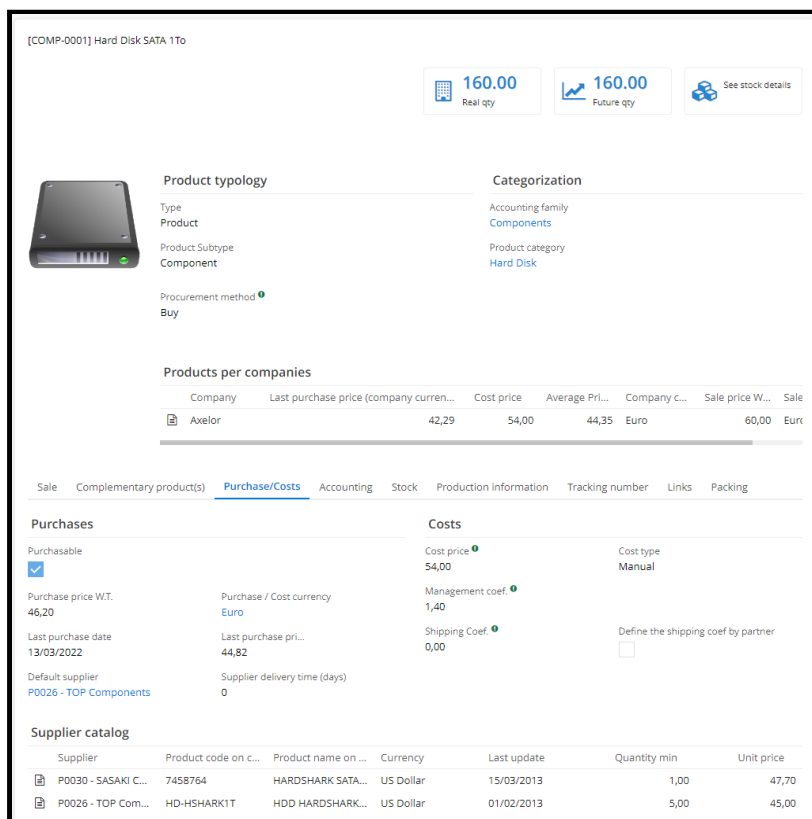 [COMP-0001] Hard Disk SATA 1To
160.00
Real qty
160.00
Future qty
See stock details
Product typology
Categorization
Type
Product
Accounting family
Components
Product Subtype
Component
Product category
Hard Disk
Procurement method
Buy
Products per companies
Company Last purchase price (company curren... Cost price Average Pri... Company c... Sale price W... Sale
Axelor 42,29 54,00 44,35 Euro 60,00 Euro
Sale Complementary product(s) Purchase/Costs Accounting Stock Production information Tracking number Links Packing
Purchases
Costs
Purchasable
Cost price
54,00
Cost type
Manual
Purchase price W.T.
46,20
Purchase / Cost currency
Euro
Management coef.
1,40
Last purchase date
13/03/2022
Last purchase pri...
44,82
Shipping Coef.
0,00
Define the shipping coef by partner
Default supplier
P0026 - TOP Components
Supplier delivery time (days)
0
Supplier catalog
Supplier Product code on c... Product name on ... Currency Last update Quantity min Unit price
P0030 - SASAKI C... 7458764 HARDSHARK SATA... US Dollar 15/03/2013 1,00 47,70
P0026 - TOP Com... HD-HSHARK1T HDD HARDSHARK... US Dollar 01/02/2013 5,00 45,00